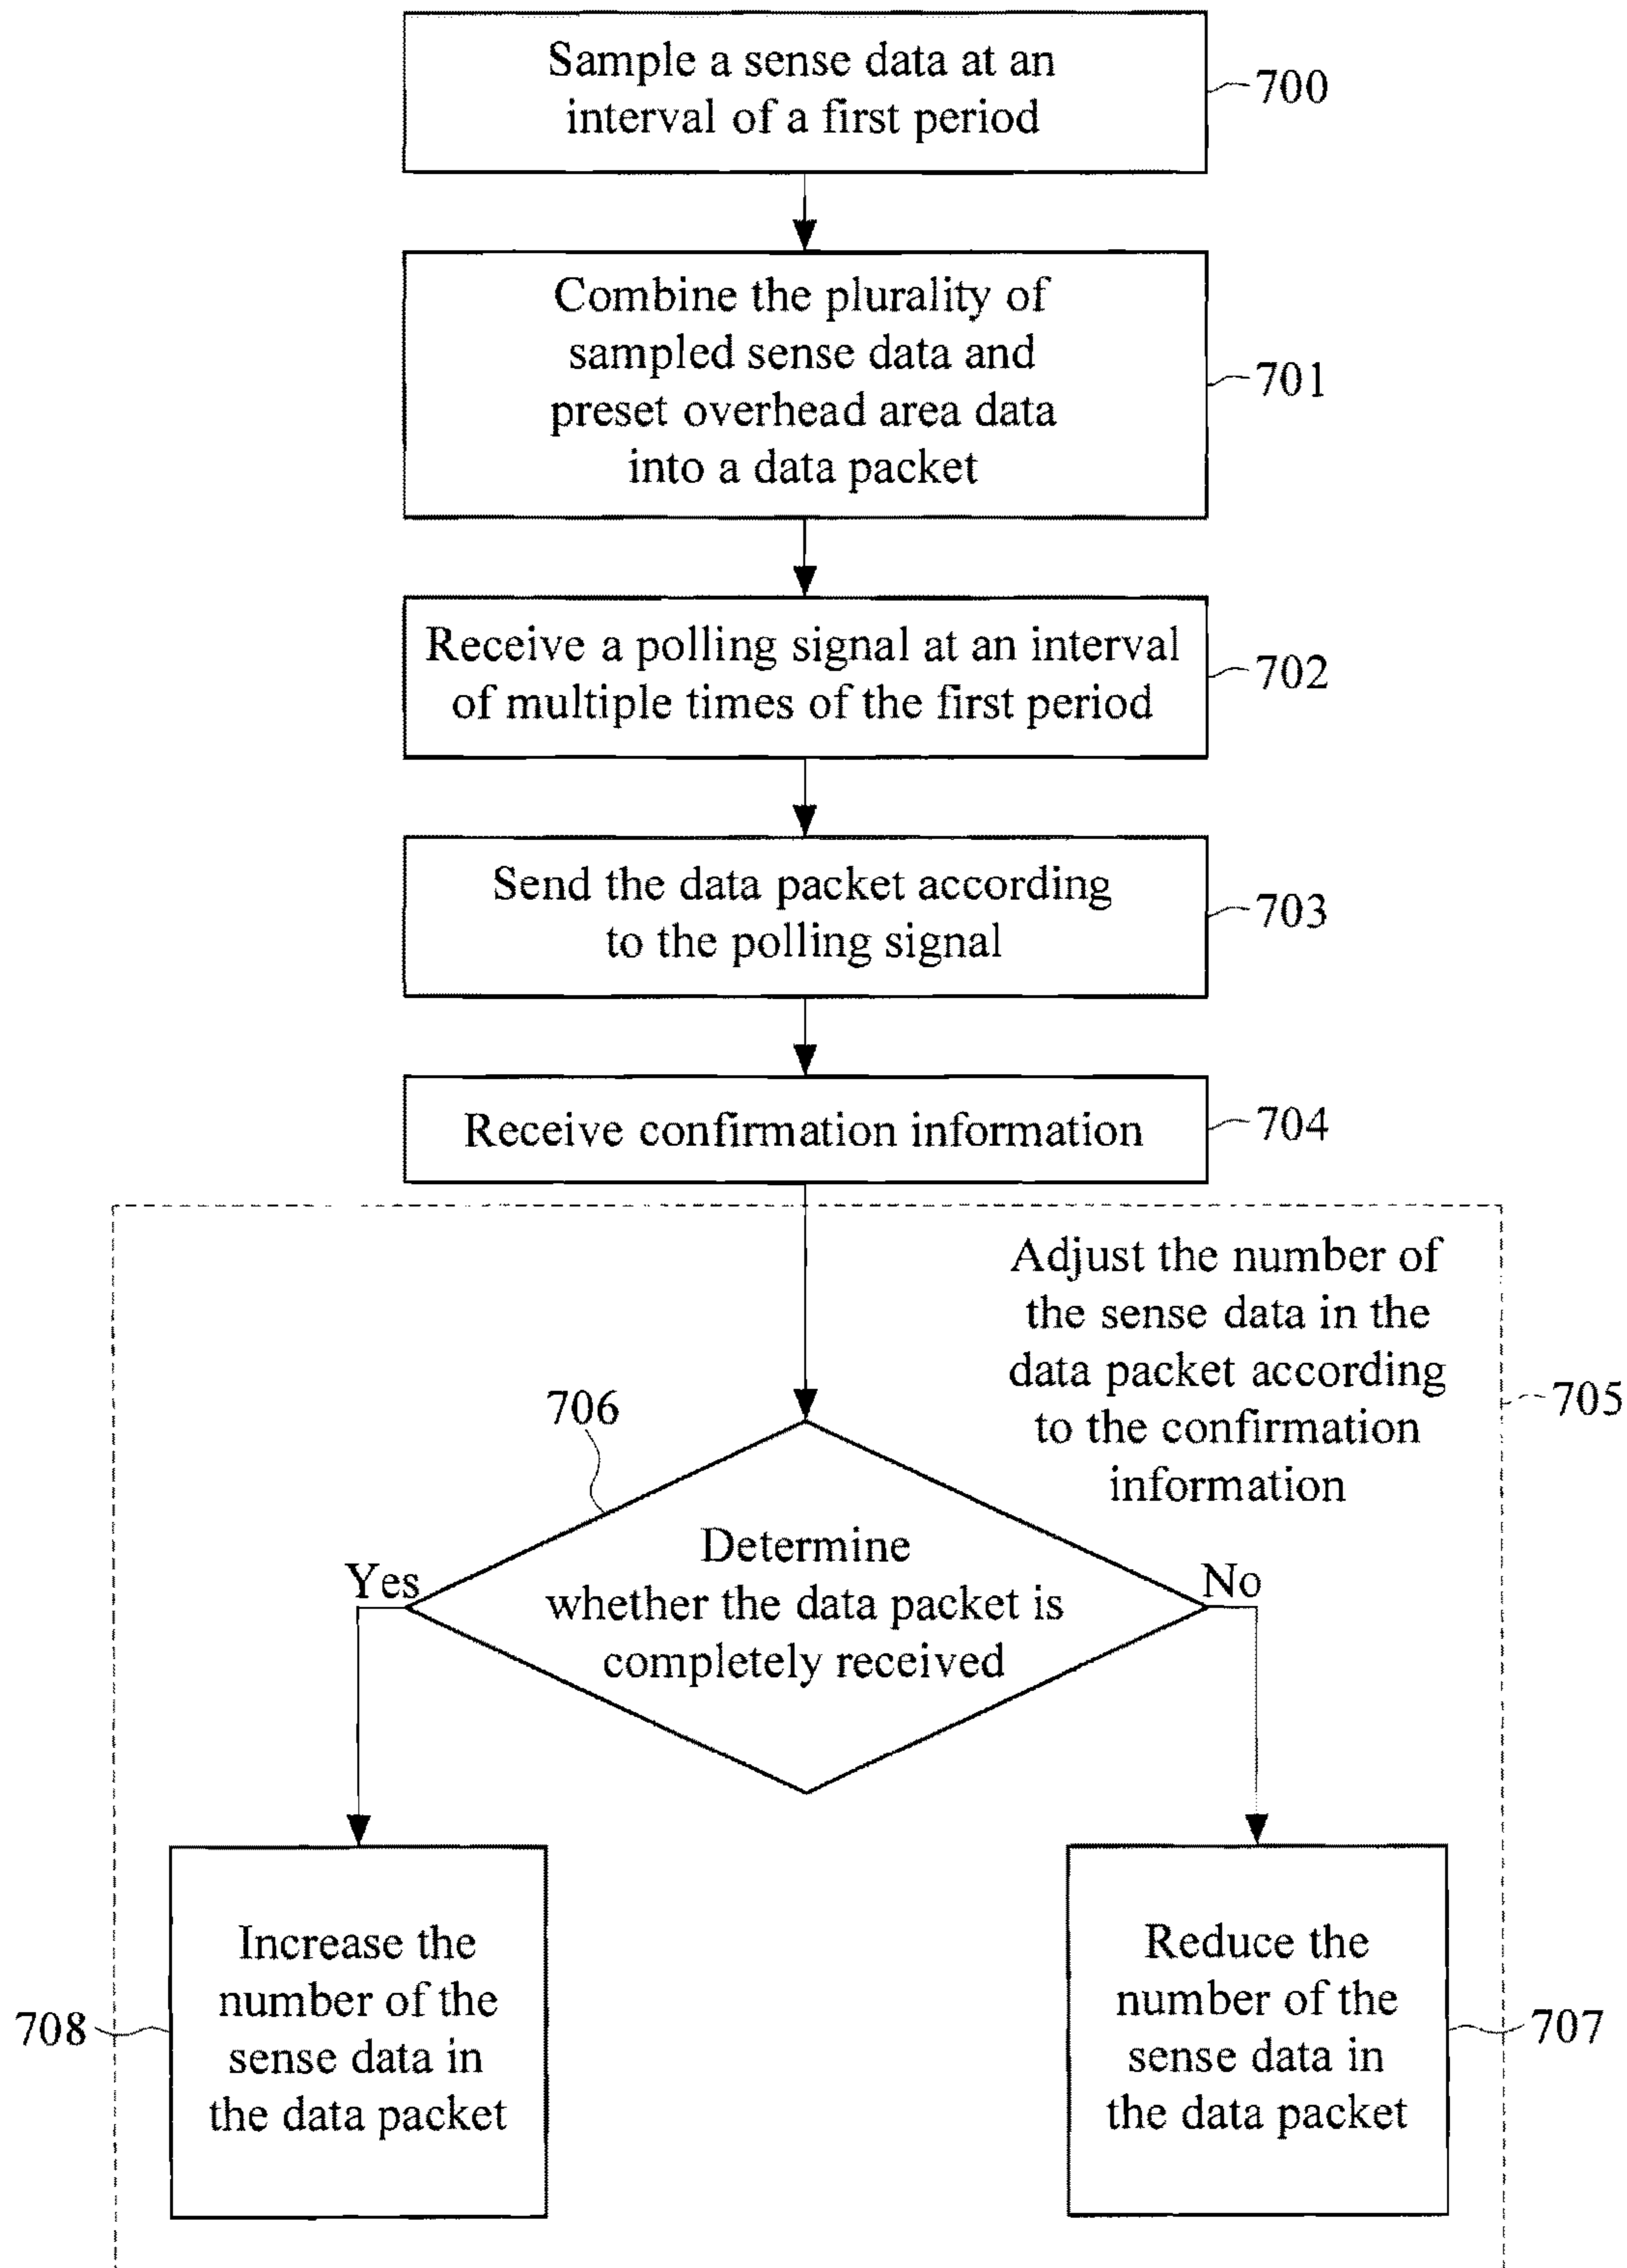 Sample a sense data at an
interval of a first period
700
Combine the plurality of
sampled sense data and
preset overhead area data
into a data packet
701
Receive a polling signal at an interval
of multiple times of the first period
702
Send the data packet according
to the polling signal
703
Receive confirmation information
704
Adjust the number of
the sense data in the
data packet according
to the confirmation
information
705
706
Determine
whether the data packet is
completely received
Yes
No
Increase the
number of the
sense data in
the data packet
708
Reduce the
number of the
sense data in
the data packet
707